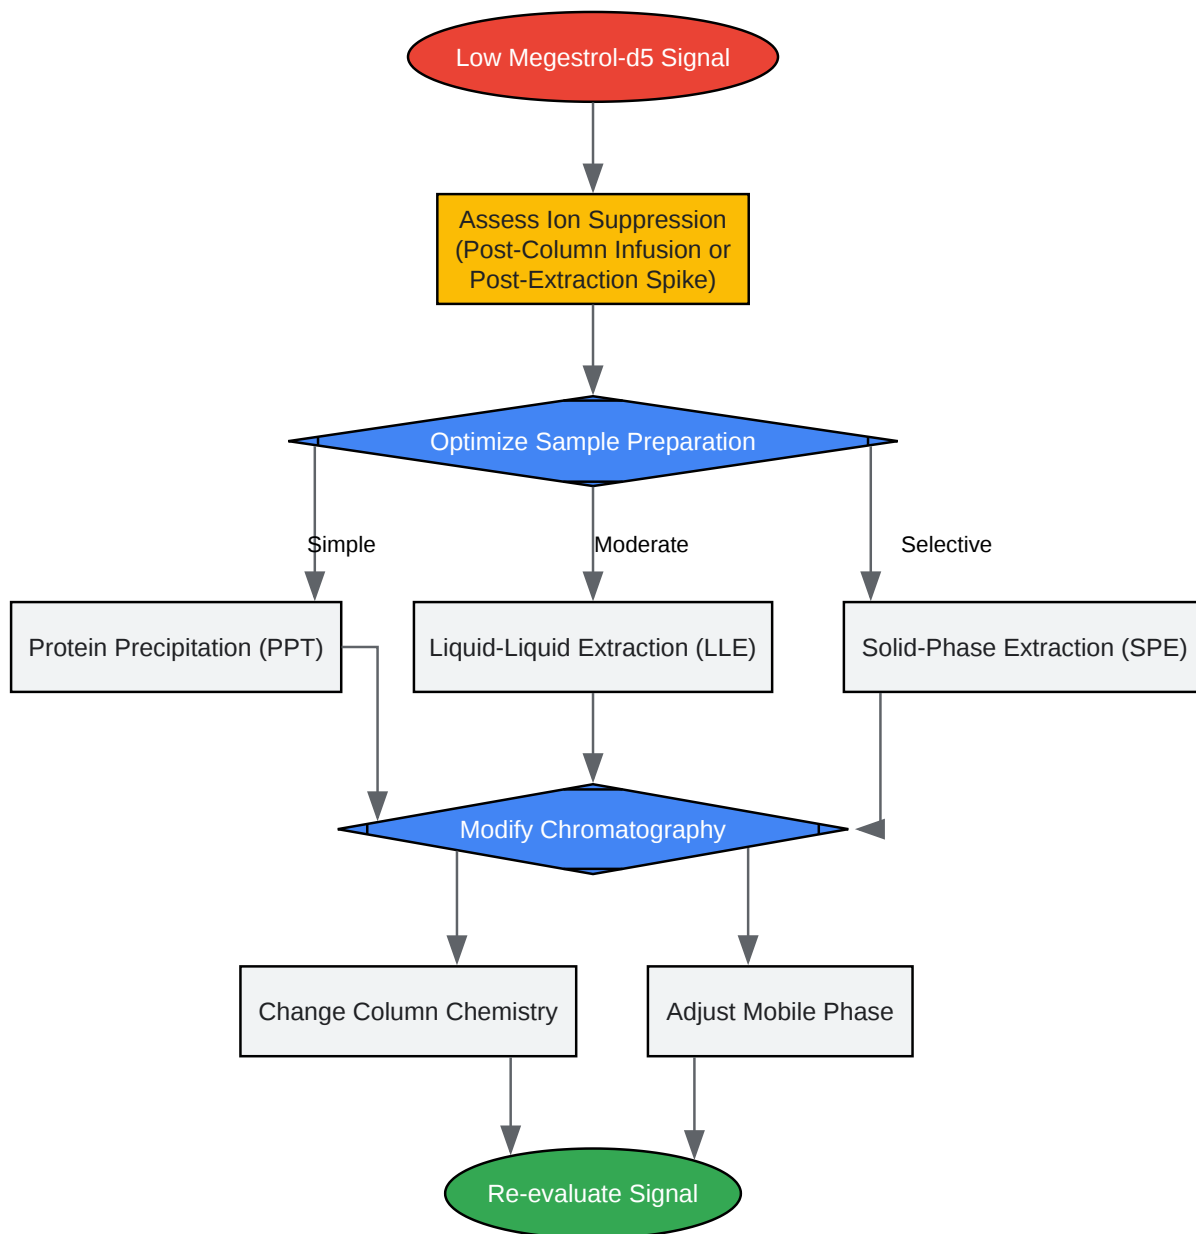 Low Megestrol-d5 Signal
Assess Ion Suppression
(Post-Column Infusion or
Post-Extraction Spike)
Optimize Sample Preparation
Simple
Moderate
Selective
Protein Precipitation (PPT)
Liquid-Liquid Extraction (LLE)
Solid-Phase Extraction (SPE)
Modify Chromatography
Change Column Chemistry
Adjust Mobile Phase
Re-evaluate Signal